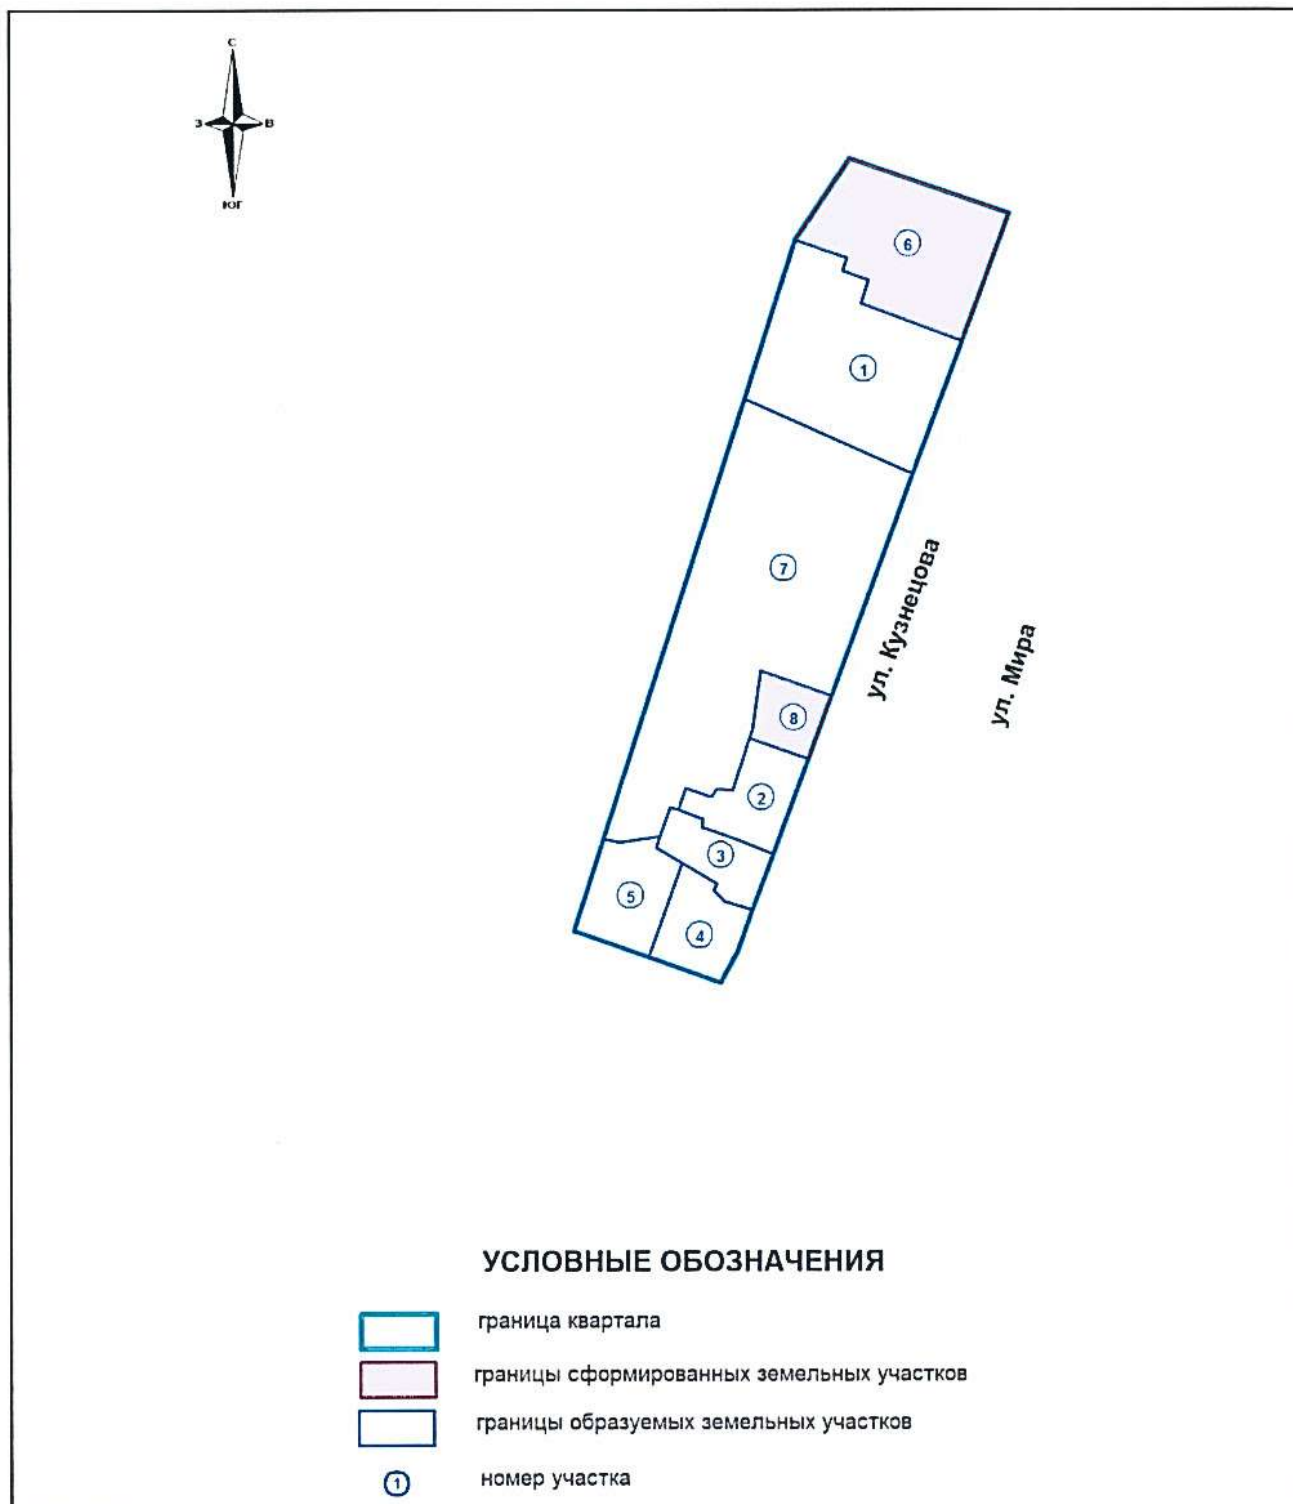 С
З В
ЮГ
6
1
7
ул. Кузнецова
ул. Мира
8
2
3
5
4
УСЛОВНЫЕ ОБОЗНАЧЕНИЯ
граница квартала
границы сформированных земельных участков
границы образуемых земельных участков
1 номер участка